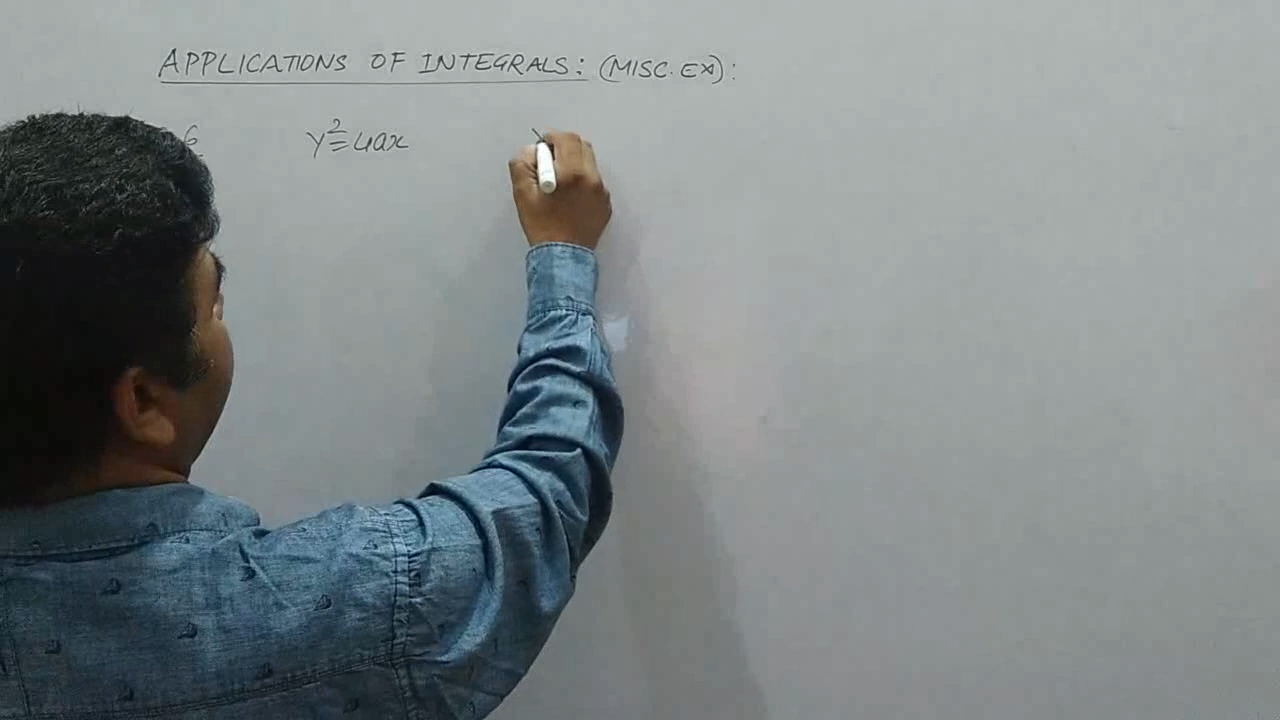 APPLICATIONS OF INTEGRALS: (MISC. EX):
6 y²=4ax